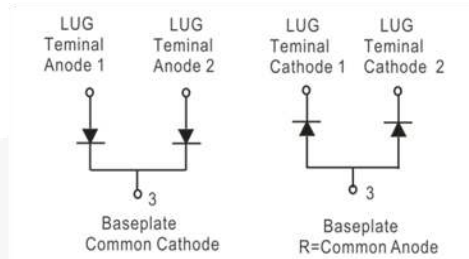 LUG
Teminal
Anode 1
LUG
Teminal
Anode 2
3
Baseplate
Common Cathode
LUG
Teminal
Cathode 1
LUG
Teminal
Cathode 2
3
Baseplate
R=Common Anode